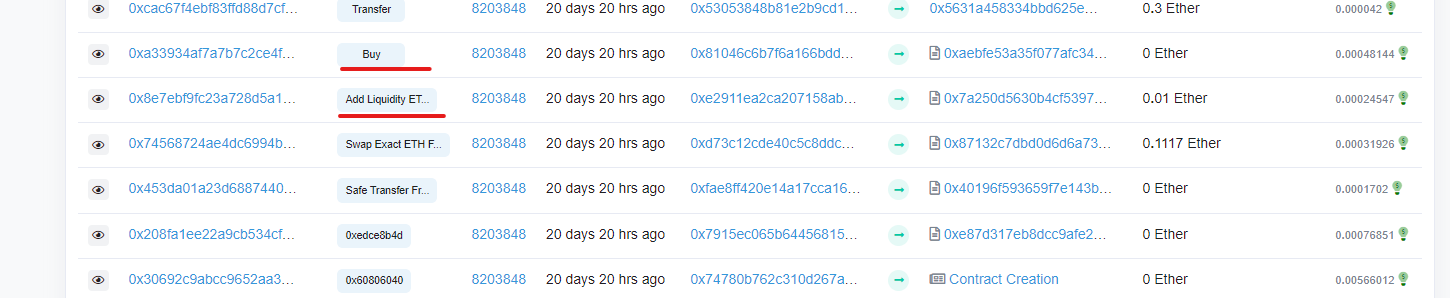 0xcac67f4ebf83ffd88d7cf... Transfer 8203848 20 days 20 hrs ago 0x53053848b81e2b9cd1... 0x5631a458334bbd625e... 0.3 Ether 0.000042
0xa33934af7a7b7c2ce4f... Buy 8203848 20 days 20 hrs ago 0x81046c6b7f6a166bdd... 0xaebfe53a35f077afc34... 0 Ether 0.00048144
0x8e7ebf9fc23a728d5a1... Add Liquidity ET... 8203848 20 days 20 hrs ago 0xe2911ea2ca207158ab... 0x7a250d5630b4cf5397... 0.01 Ether 0.00024547
0x74568724ae4dc6994b... Swap Exact ETH F... 8203848 20 days 20 hrs ago 0xd73c12cde40c5c8ddc... 0x87132c7dbd0d6d6a73... 0.1117 Ether 0.00031926
0x453da01a23d6887440... Safe Transfer Fr... 8203848 20 days 20 hrs ago 0xfae8ff420e14a17cca16... 0x40196f593659f7e143b... 0 Ether 0.0001702
0x208fa1ee22a9cb534cf... 0xedce8b4d 8203848 20 days 20 hrs ago 0x7915ec065b64456815... 0xe87d317eb8dcc9afe2... 0 Ether 0.00076851
0x30692c9abcc9652aa3... 0x60806040 8203848 20 days 20 hrs ago 0x74780b762c310d267a... Contract Creation 0 Ether 0.00566012